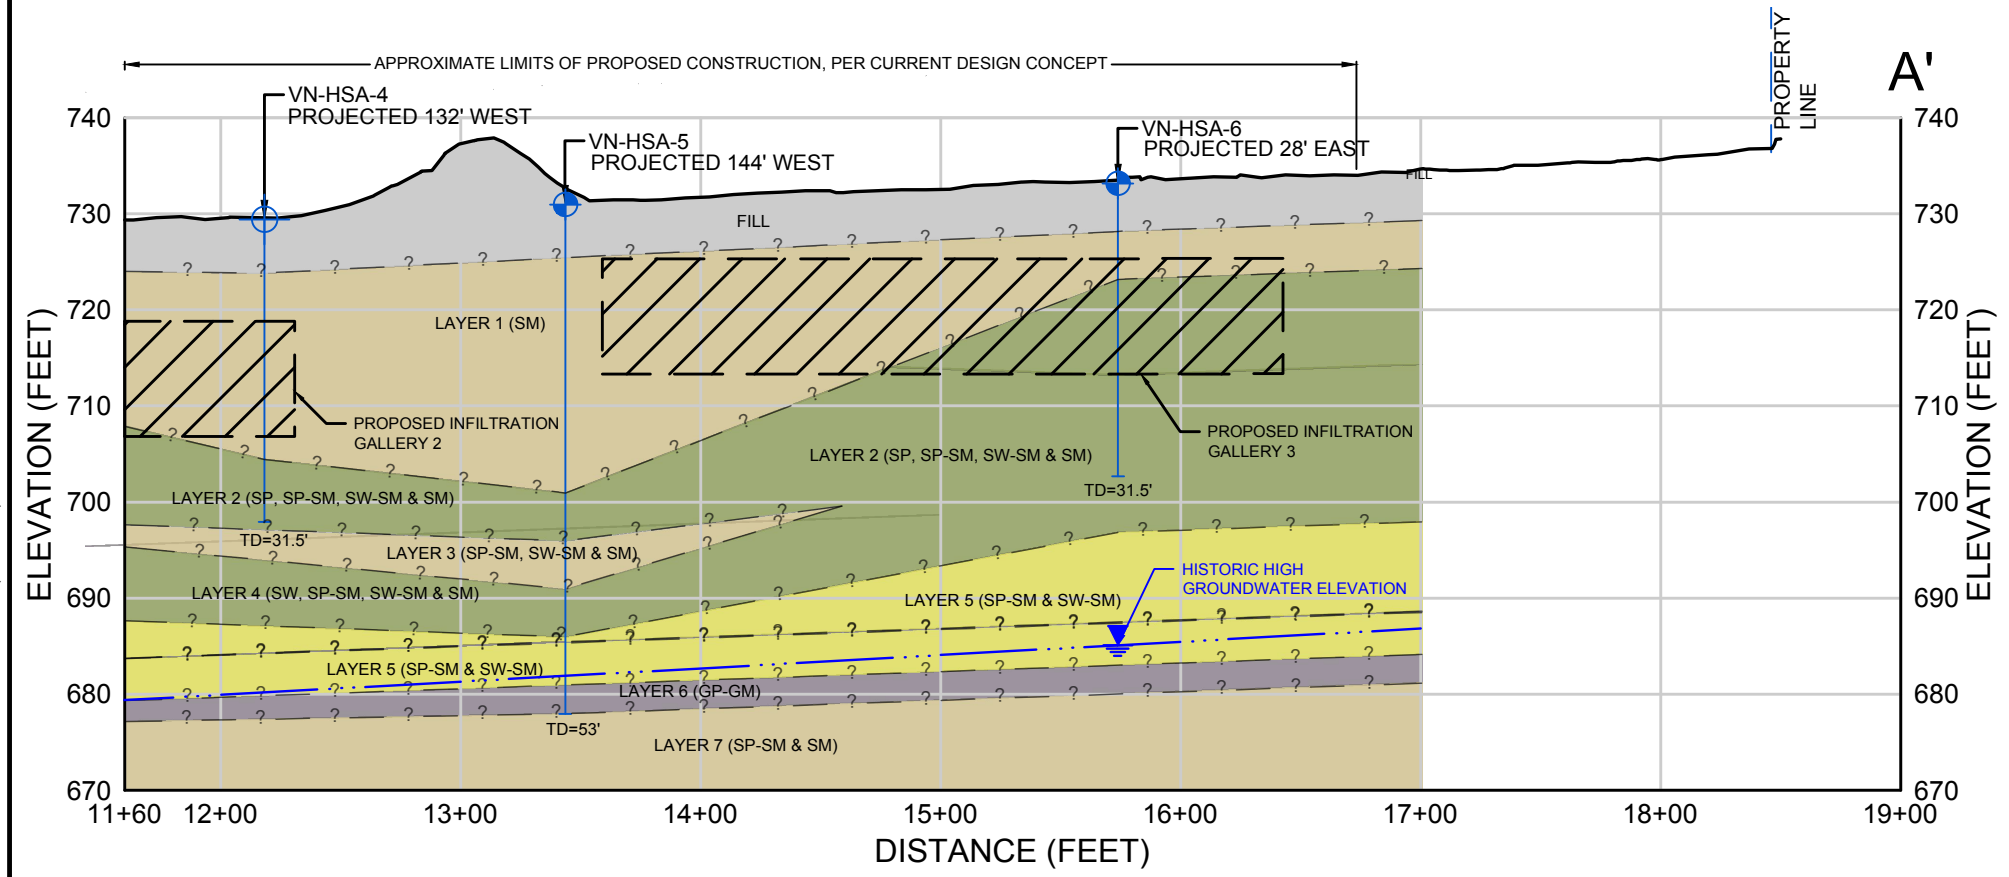 APPROXIMATE LIMITS OF PROPOSED CONSTRUCTION, PER CURRENT DESIGN CONCEPT
PROPERTY
LINE
A'
VN-HSA-4
PROJECTED 132' WEST
VN-HSA-5
PROJECTED 144' WEST
VN-HSA-6
PROJECTED 28' EAST
740
730
720
710
700
690
680
670
ELEVATION (FEET)
FILL
FILL
LAYER 1 (SM)
PROPOSED INFILTRATION
GALLERY 2
PROPOSED INFILTRATION
GALLERY 3
LAYER 2 (SP, SP-SM, SW-SM & SM)
LAYER 2 (SP, SP-SM, SW-SM & SM)
TD=31.5'
TD=31.5'
LAYER 3 (SP-SM, SW-SM & SM)
LAYER 4 (SW, SP-SM, SW-SM & SM)
HISTORIC HIGH
GROUNDWATER ELEVATION
LAYER 5 (SP-SM & SW-SM)
LAYER 5 (SP-SM & SW-SM)
LAYER 6 (GP-GM)
TD=53'
LAYER 7 (SP-SM & SM)
740
730
720
710
700
690
680
670
ELEVATION (FEET)
11+60 12+00 13+00 14+00 15+00 16+00 17+00 18+00 19+00
DISTANCE (FEET)